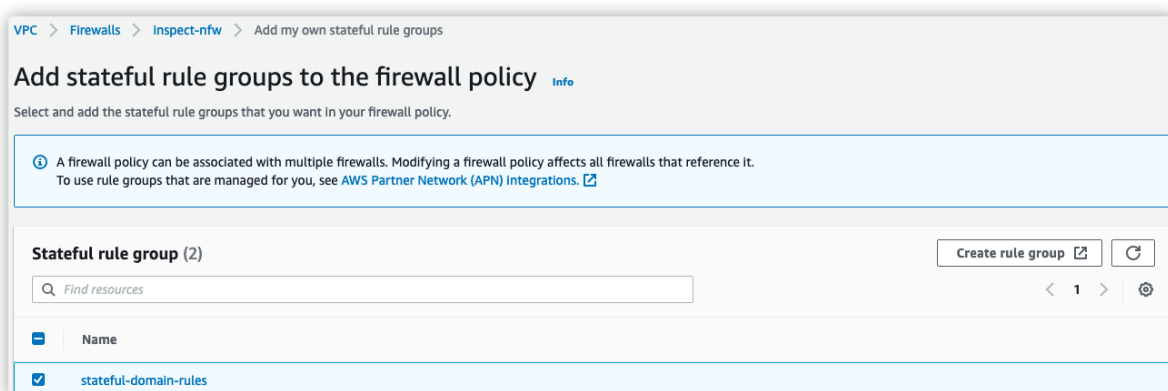 VPC > Firewalls > inspect-nfw > Add my own stateful rule groups
Add stateful rule groups to the firewall policy Info
Select and add the stateful rule groups that you want in your firewall policy.
A firewall policy can be associated with multiple firewalls. Modifying a firewall policy affects all firewalls that reference it.
To use rule groups that are managed for you, see AWS Partner Network (APN) integrations.
Stateful rule group (2)
Create rule group
Find resources
1
Name
stateful-domain-rules